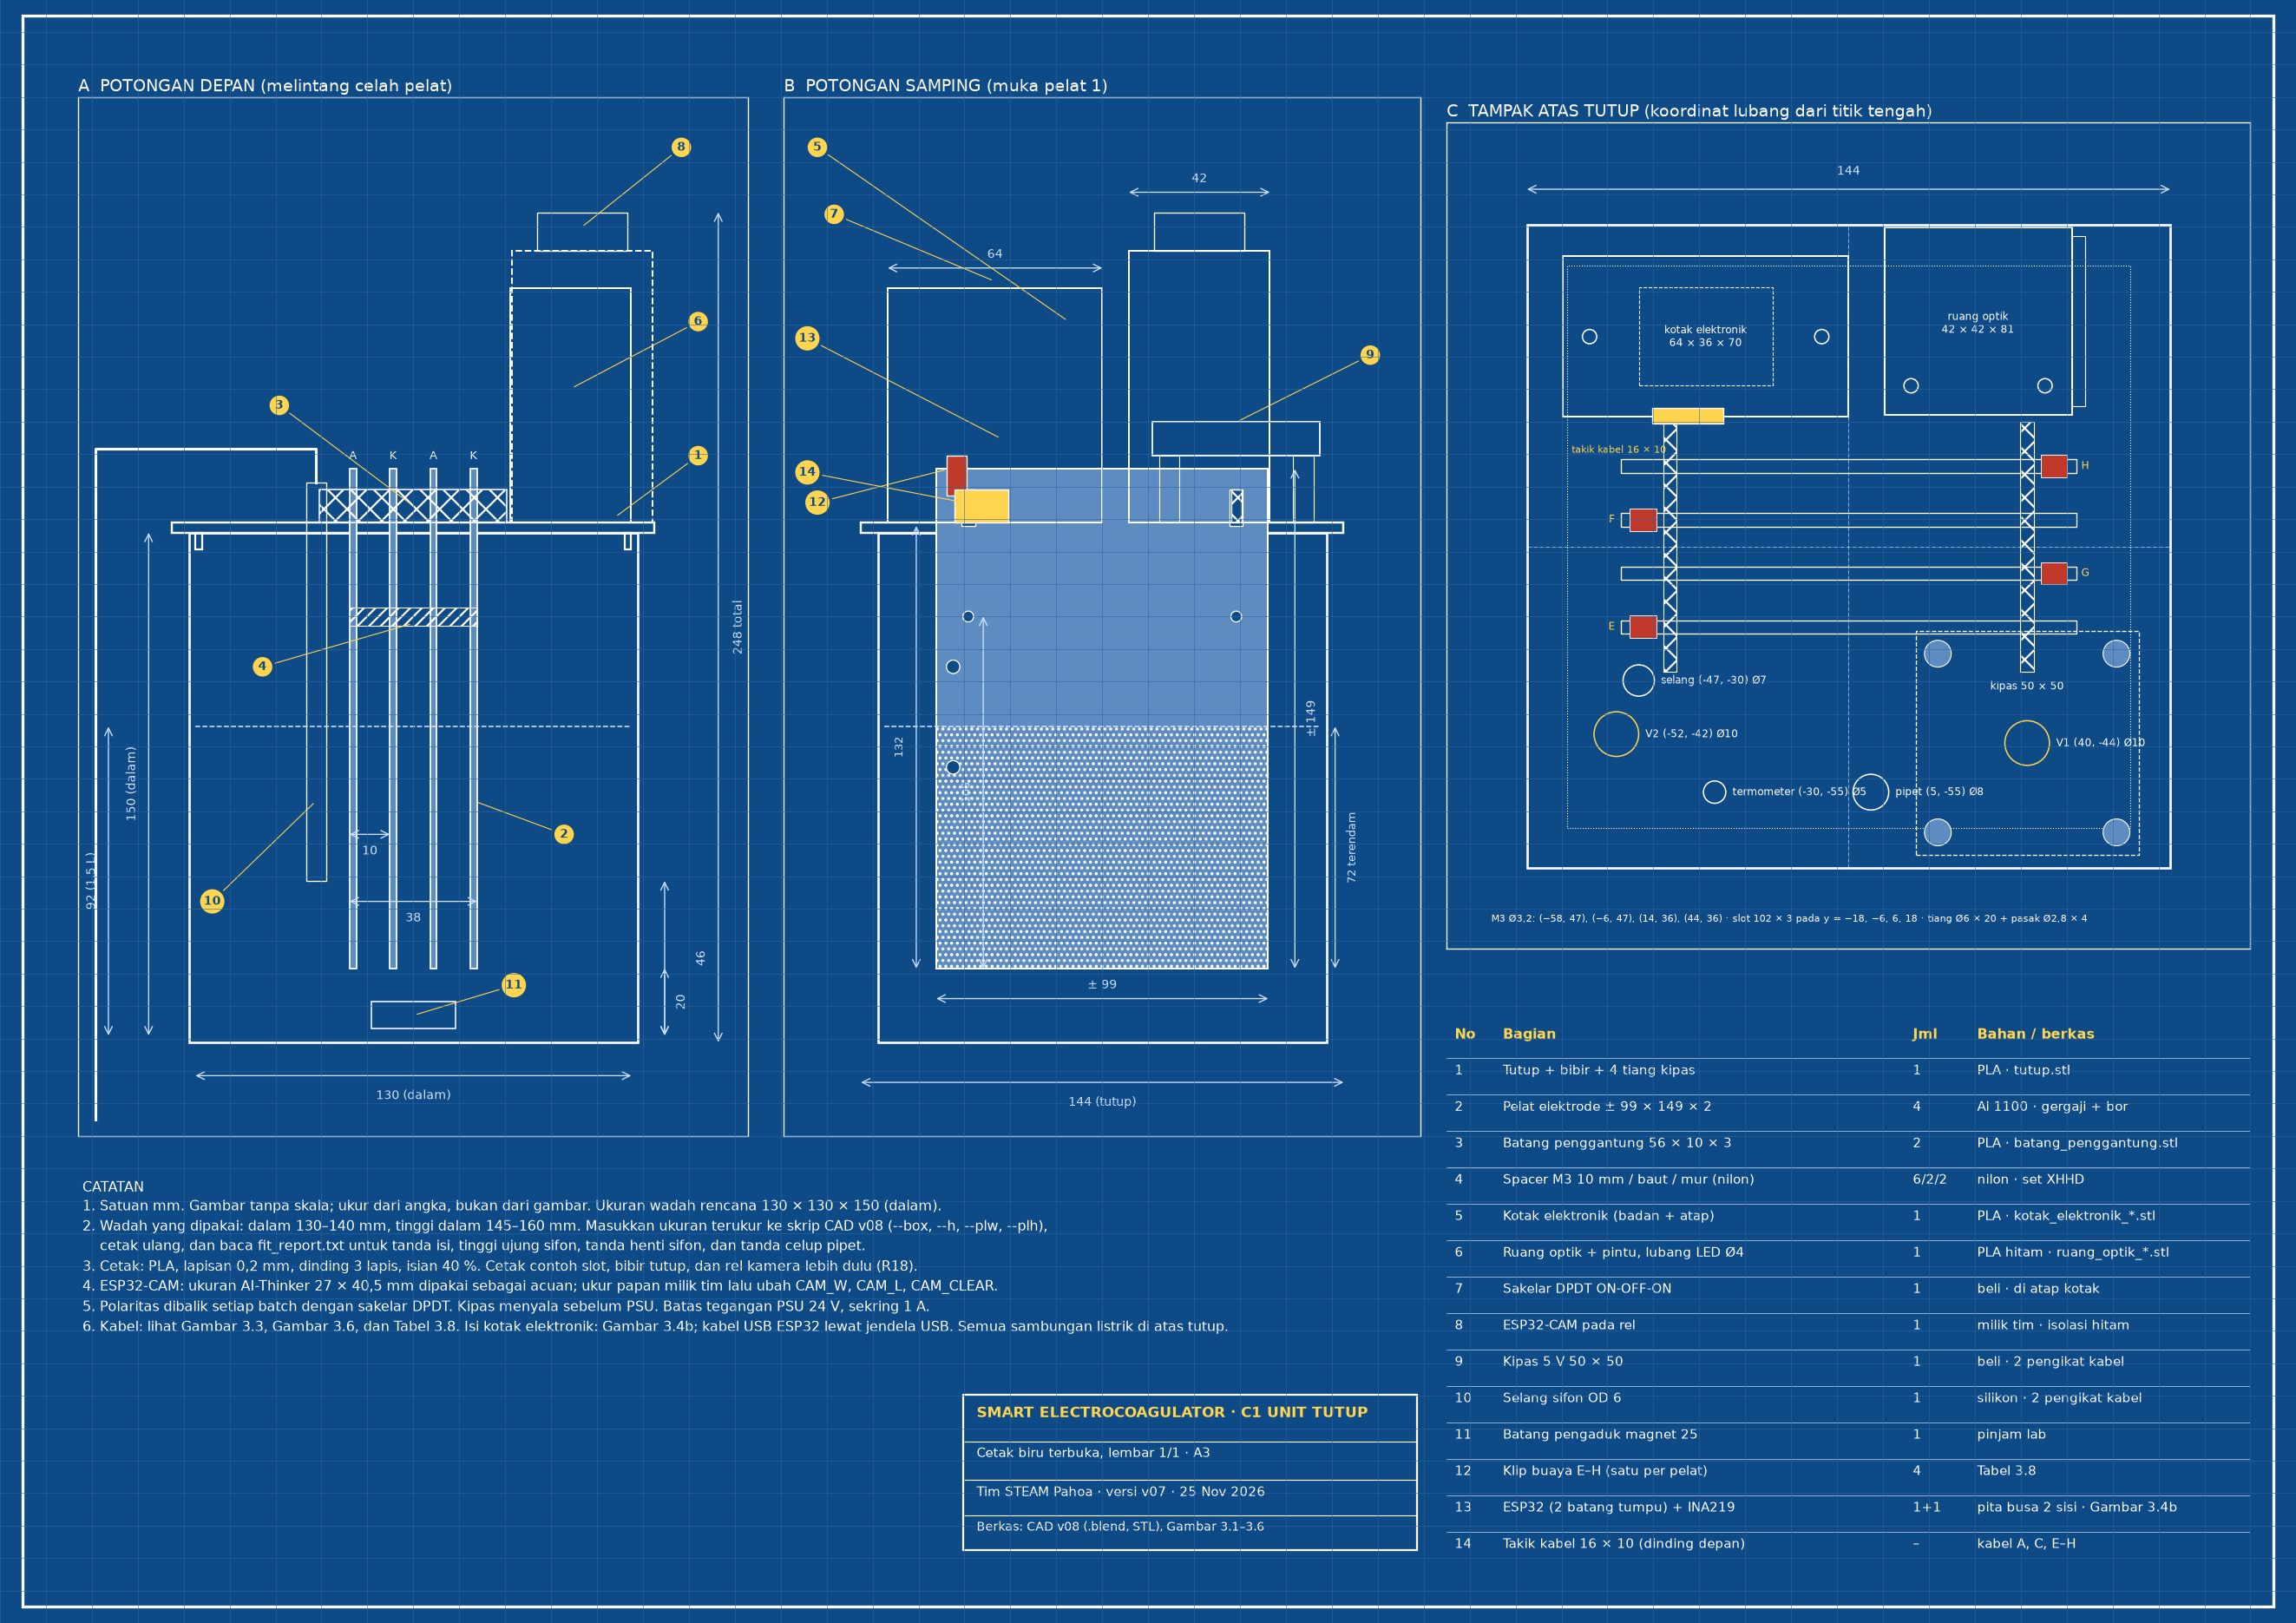 A  POTONGAN DEPAN (melintang celah pelat)
8
6
3
1
A
K
A
K
4
248 total
150 (dalam)
10
2
92 (1,5 L)
10
38
46
20
11
130 (dalam)
B  POTONGAN SAMPING (muka pelat 1)
5
42
7
64
13
9
14
12
132
±149
72 terendam
± 99
144 (tutup)
C  TAMPAK ATAS TUTUP (koordinat lubang dari titik tengah)
144
ruang optik
42 × 42 × 81
kotak elektronik
64 × 36 × 70
takik kabel 16 × 10
H
F
G
E
selang (-47, -30) Ø7
kipas 50 × 50
V2 (-52, -42) Ø10
V1 (40, -44) Ø10
termometer (-30, -55) Ø5
pipet (5, -55) Ø8
M3 Ø3,2: (−58, 47), (−6, 47), (14, 36), (44, 36) · slot 102 × 3 pada y = −18, −6, 6, 18 · tiang Ø6 × 20 + pasak Ø2,8 × 4
No Bagian Jml Bahan / berkas
1 Tutup + bibir + 4 tiang kipas 1 PLA · tutup.stl
2 Pelat elektrode ± 99 × 149 × 2 4 Al 1100 · gergaji + bor
3 Batang penggantung 56 × 10 × 3 2 PLA · batang_penggantung.stl
4 Spacer M3 10 mm / baut / mur (nilon) 6/2/2 nilon · set XHHD
5 Kotak elektronik (badan + atap) 1 PLA · kotak_elektronik_*.stl
6 Ruang optik + pintu, lubang LED Ø4 1 PLA hitam · ruang_optik_*.stl
7 Sakelar DPDT ON-OFF-ON 1 beli · di atap kotak
8 ESP32-CAM pada rel 1 milik tim · isolasi hitam
9 Kipas 5 V 50 × 50 1 beli · 2 pengikat kabel
10 Selang sifon OD 6 1 silikon · 2 pengikat kabel
11 Batang pengaduk magnet 25 1 pinjam lab
12 Klip buaya E–H (satu per pelat) 4 Tabel 3.8
13 ESP32 (2 batang tumpu) + INA219 1+1 pita busa 2 sisi · Gambar 3.4b
14 Takik kabel 16 × 10 (dinding depan) – kabel A, C, E–H
CATATAN
1. Satuan mm. Gambar tanpa skala; ukur dari angka, bukan dari gambar. Ukuran wadah rencana 130 × 130 × 150 (dalam).
2. Wadah yang dipakai: dalam 130–140 mm, tinggi dalam 145–160 mm. Masukkan ukuran terukur ke skrip CAD v08 (--box, --h, --plw, --plh),
cetak ulang, dan baca fit_report.txt untuk tanda isi, tinggi ujung sifon, tanda henti sifon, dan tanda celup pipet.
3. Cetak: PLA, lapisan 0,2 mm, dinding 3 lapis, isian 40 %. Cetak contoh slot, bibir tutup, dan rel kamera lebih dulu (R18).
4. ESP32-CAM: ukuran AI-Thinker 27 × 40,5 mm dipakai sebagai acuan; ukur papan milik tim lalu ubah CAM_W, CAM_L, CAM_CLEAR.
5. Polaritas dibalik setiap batch dengan sakelar DPDT. Kipas menyala sebelum PSU. Batas tegangan PSU 24 V, sekring 1 A.
6. Kabel: lihat Gambar 3.3, Gambar 3.6, dan Tabel 3.8. Isi kotak elektronik: Gambar 3.4b; kabel USB ESP32 lewat jendela USB. Semua sambungan listrik di atas tutup.
SMART ELECTROCOAGULATOR · C1 UNIT TUTUP
Cetak biru terbuka, lembar 1/1 · A3
Tim STEAM Pahoa · versi v07 · 25 Nov 2026
Berkas: CAD v08 (.blend, STL), Gambar 3.1–3.6